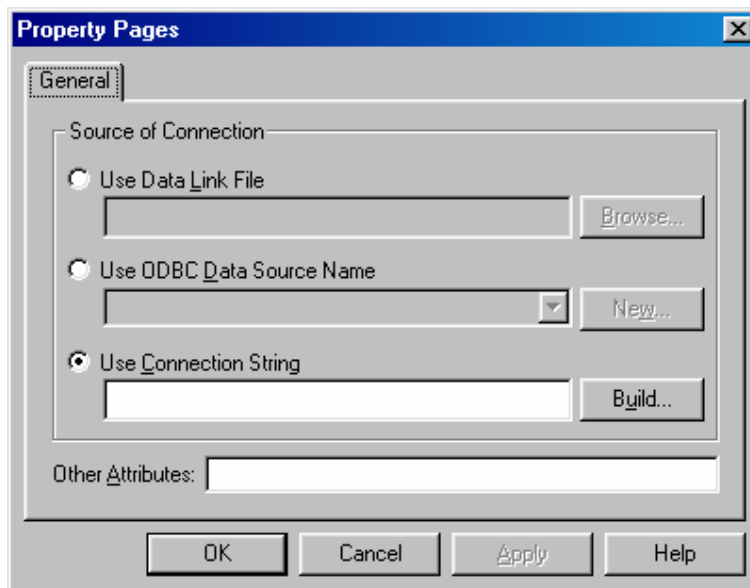 Property Pages
General
Source of Connection
Use Data Link File
Browse...
Use ODBC Data Source Name
New...
Use Connection String
Build...
Other Attributes:
OK Cancel Apply Help